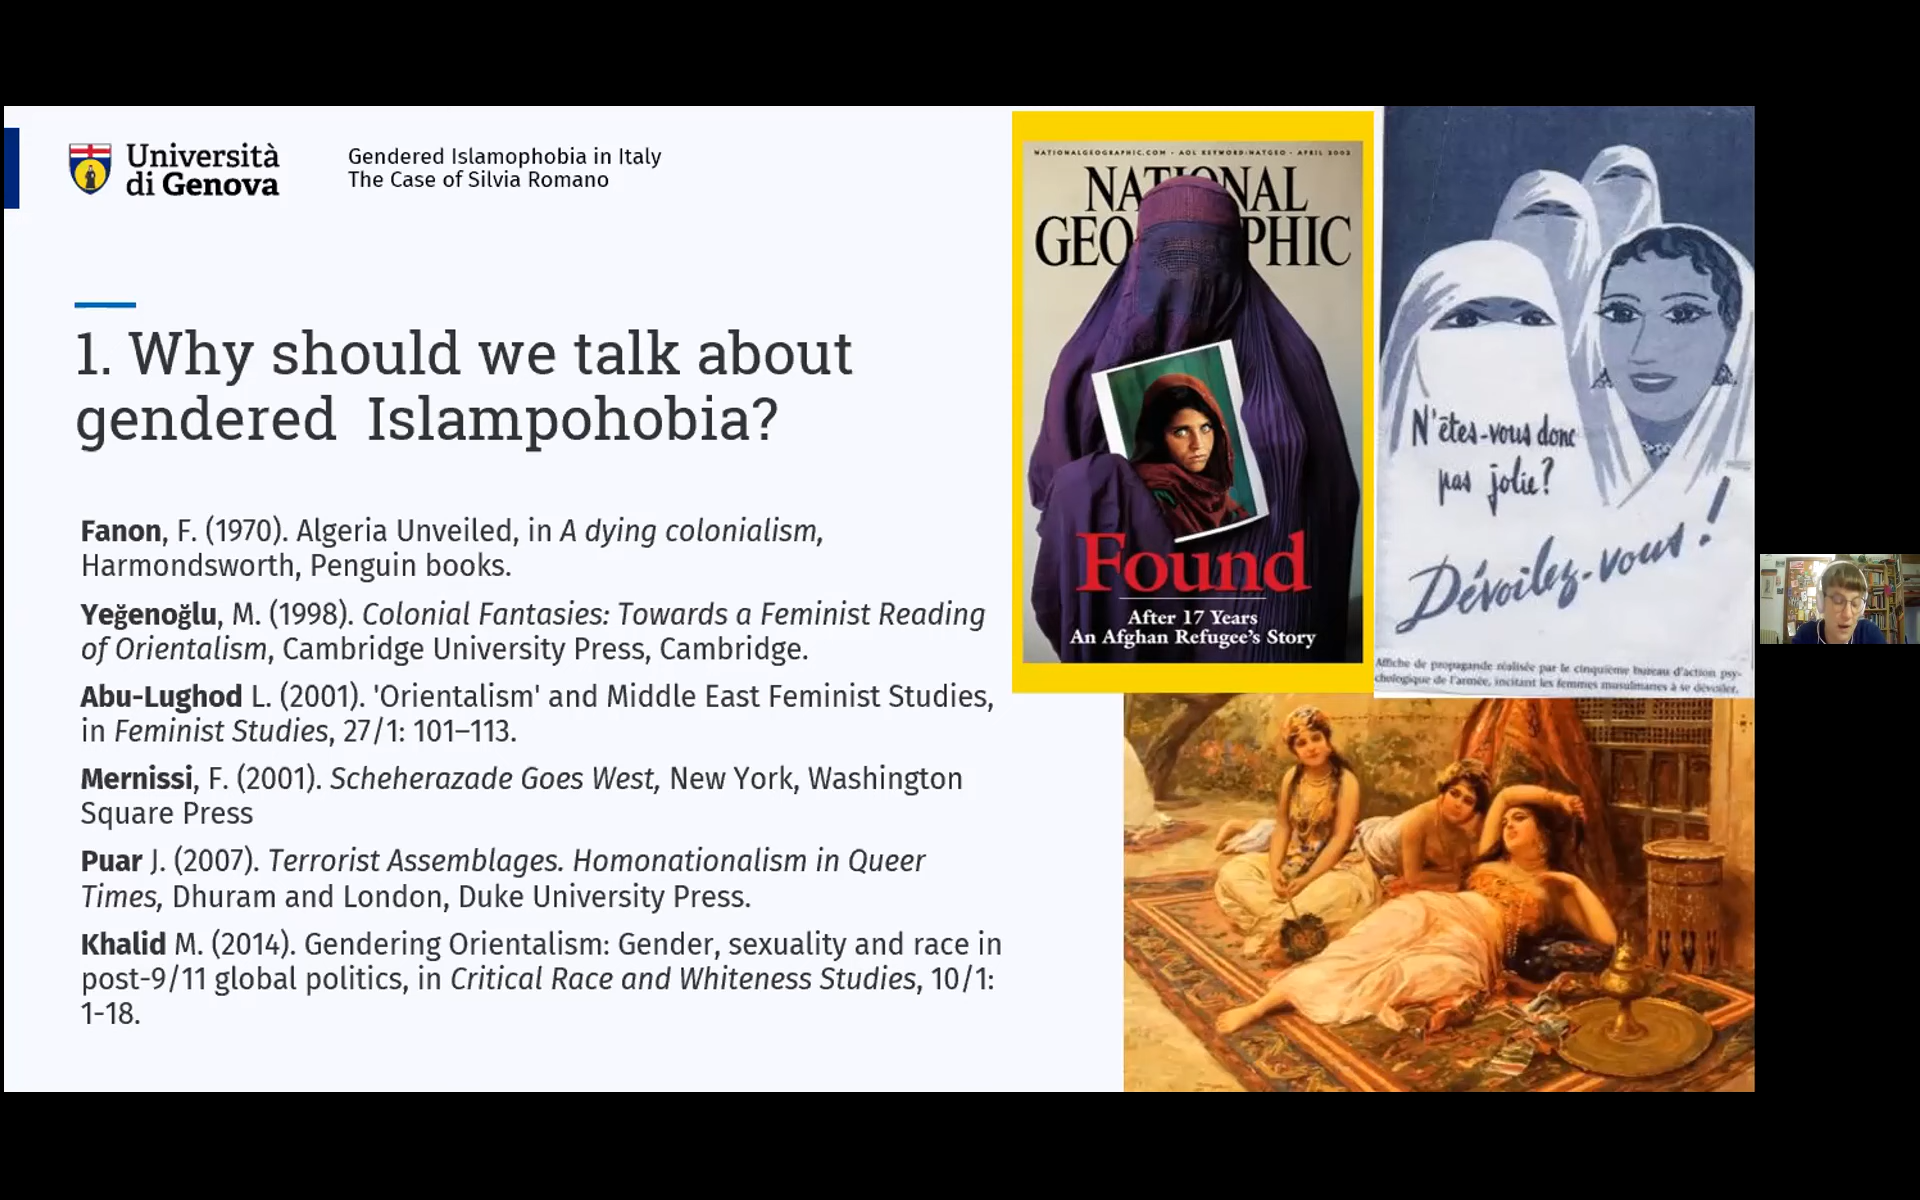 Università
di Genova
Gendered Islamophobia in Italy
The Case of Silvia Romano
1. Why should we talk about
gendered Islampohobia?
Fanon, F. (1970). Algeria Unveiled, in A dying colonialism,
Harmondsworth, Penguin books.
Yeğenoğlu, M. (1998). Colonial Fantasies: Towards a Feminist Reading
of Orientalism, Cambridge University Press, Cambridge.
Abu-Lughod L. (2001). 'Orientalism' and Middle East Feminist Studies,
in Feminist Studies, 27/1: 101–113.
Mernissi, F. (2001). Scheherazade Goes West, New York, Washington
Square Press
Puar J. (2007). Terrorist Assemblages. Homonationalism in Queer
Times, Dhuram and London, Duke University Press.
Khalid M. (2014). Gendering Orientalism: Gender, sexuality and race in
post-9/11 global politics, in Critical Race and Whiteness Studies, 10/1:
1-18.
NATIONALGEOGRAPHIC.COM • AOL KEYWORD:NATGEO • APRIL 2002
NATIONAL
GEOGRAPHIC
Found
After 17 Years
An Afghan Refugee's Story
N'êtes-vous donc
pas jolie?
Dévoilez-vous!
Affiche de propagande réalisée par le cinquième bureau d'action psy-
chologique de l'armée, incitant les femmes musulmanes à se dévoiler.